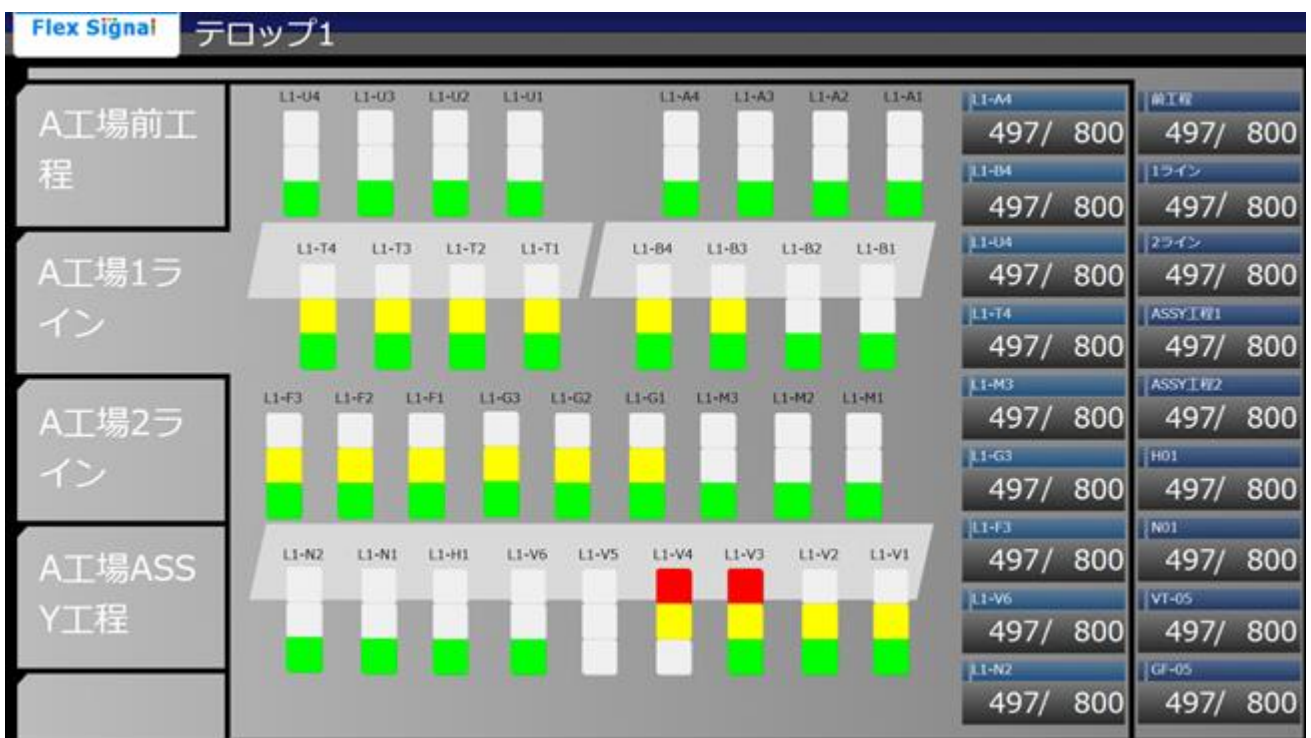 Flex Signal
テロップ1
A工場前工
程
A工場1ラ
イン
A工場2ラ
イン
A工場ASS
Y工程
L1-U4 L1-U3 L1-U2 L1-U1 L1-A4 L1-A3 L1-A2 L1-A1
L1-T4 L1-T3 L1-T2 L1-T1 L1-B4 L1-B3 L1-B2 L1-B1
L1-F3 L1-F2 L1-F1 L1-G3 L1-G2 L1-G1 L1-M3 L1-M2 L1-M1
L1-N2 L1-N1 L1-H1 L1-V6 L1-V5 L1-V4 L1-V3 L1-V2 L1-V1
L1-A4
497/ 800
L1-B4
497/ 800
L1-U4
497/ 800
L1-T4
497/ 800
L1-M3
497/ 800
L1-G3
497/ 800
L1-F3
497/ 800
L1-V6
497/ 800
L1-N2
497/ 800
前工程
497/ 800
1ライン
497/ 800
2ライン
497/ 800
ASSY工程1
497/ 800
ASSY工程2
497/ 800
H01
497/ 800
N01
497/ 800
VT-05
497/ 800
GF-05
497/ 800